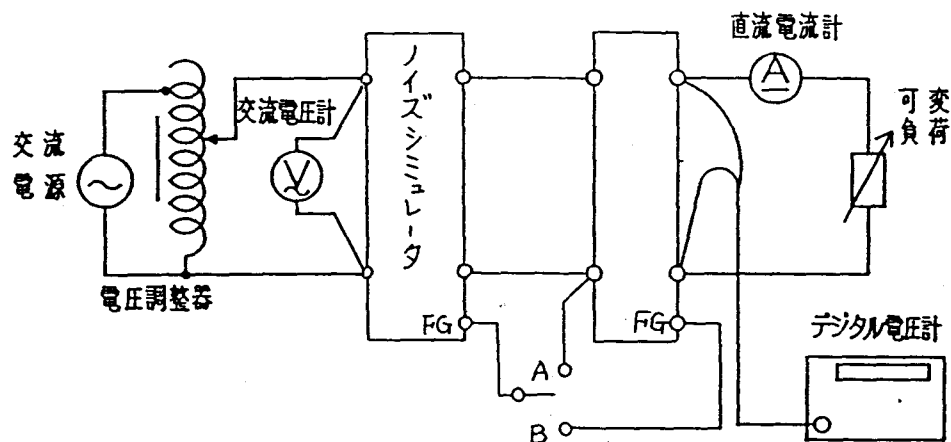 直流電流計
A
可変
負荷
ノイズシミュレータ
交流電圧計
V
交流
電源
電圧調整器
FG
FG
A
B
デジタル電圧計